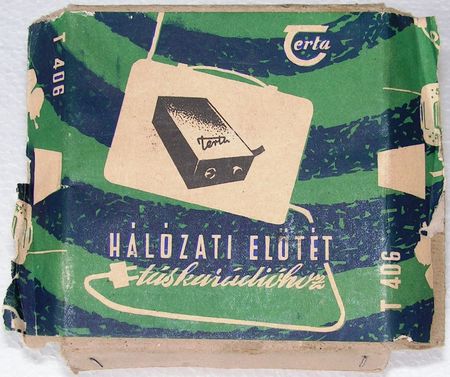 Terta
T 406
Terta
HÁLÓZATI ELŐTÉT
táskarádióhoz
T 406